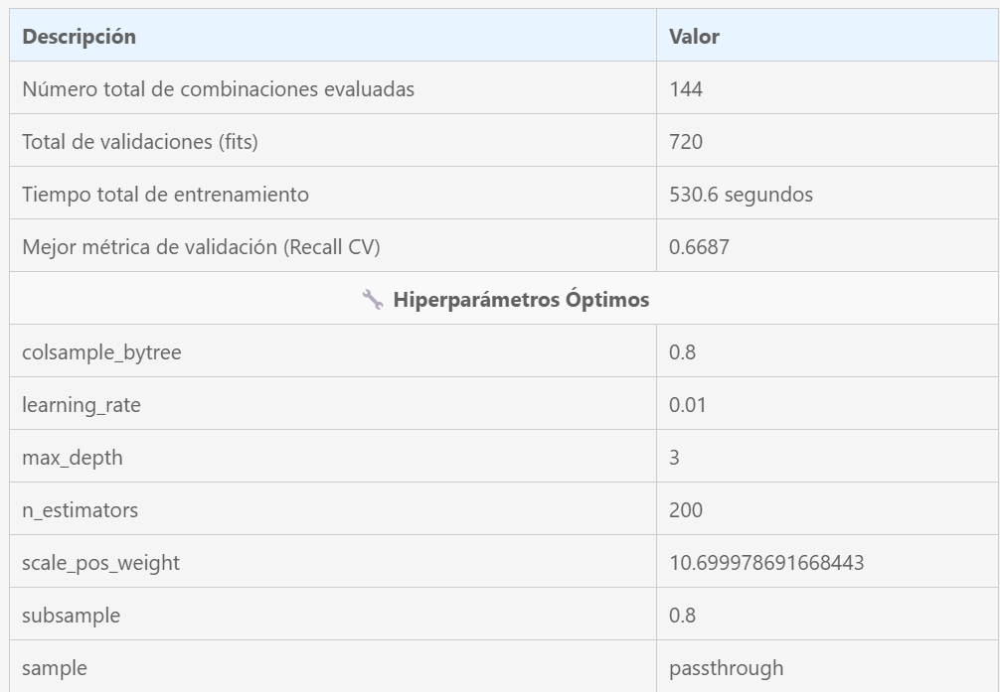 Descripción Valor
Número total de combinaciones evaluadas 144
Total de validaciones (fits) 720
Tiempo total de entrenamiento 530.6 segundos
Mejor métrica de validación (Recall CV) 0.6687
🔧 Hiperparámetros Óptimos
colsample_bytree 0.8
learning_rate 0.01
max_depth 3
n_estimators 200
scale_pos_weight 10.699978691668443
subsample 0.8
sample passthrough